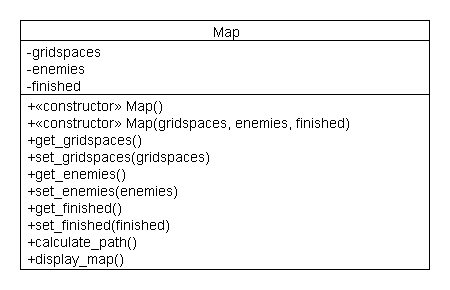 Map
-gridspaces
-enemies
-finished
+«constructor» Map()
+«constructor» Map(gridspaces, enemies, finished)
+get_gridspaces()
+set_gridspaces(gridspaces)
+get_enemies()
+set_enemies(enemies)
+get_finished()
+set_finished(finished)
+calculate_path()
+display_map()